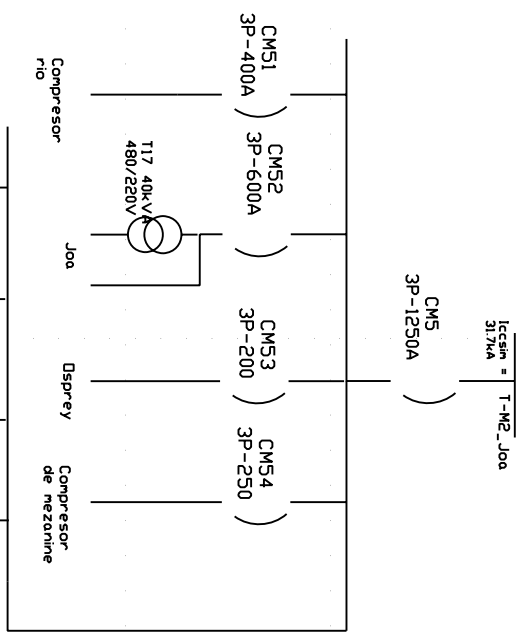 Iccsin =
31.7kA
T-M2_Joa
CM5
3P-1250A
CM51
3P-400A
CM52
3P-600A
CM53
3P-200
CM54
3P-250
T17 40kVA
480/220V
Compresor
rio
Joa
Osprey
Compresor
de mezanine